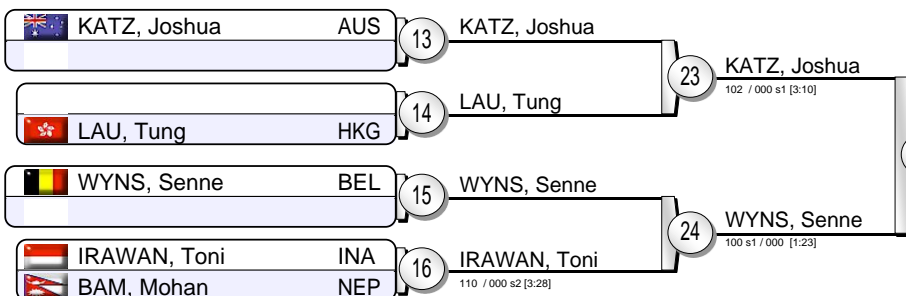 KATZ, Joshua AUS
13
KATZ, Joshua
23
KATZ, Joshua
102 / 000 s1 [3:10]
14
LAU, Tung
LAU, Tung HKG
WYNS, Senne BEL
15
WYNS, Senne
24
WYNS, Senne
100 s1 / 000 [1:23]
IRAWAN, Toni INA
16
IRAWAN, Toni
110 / 000 s2 [3:28]
BAM, Mohan NEP